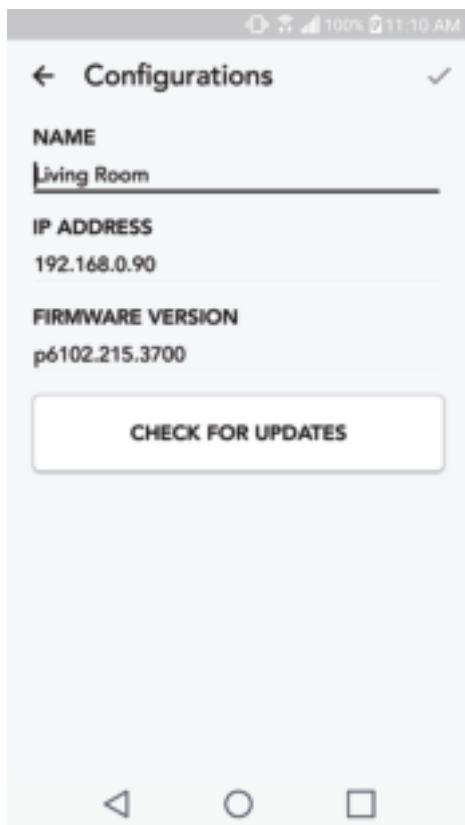 100% 11:10 AM
Configurations
NAME
Living Room
IP ADDRESS
192.168.0.90
FIRMWARE VERSION
p6102.215.3700
CHECK FOR UPDATES